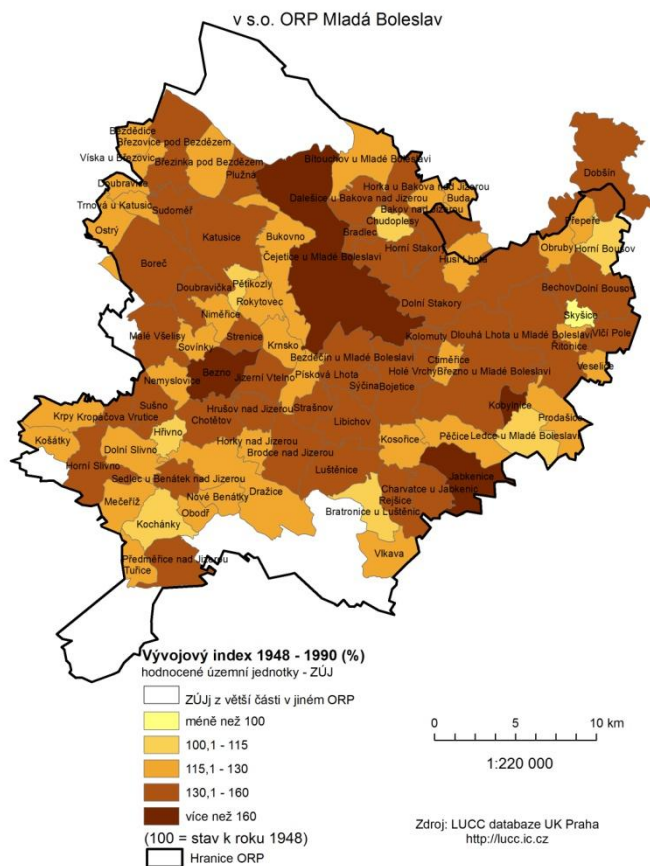 v s.o. ORP Mladá Boleslav
Bezdědice
Březovice pod Bezdězem
Víska u Březovic
Březinka pod Bezdězem
Plužná
Bítouchov u Mladé Boleslavi
Dobšín
Doubravice
Trnová u Katusic
Sudoměř
Dalešice u Bakova nad Jizerou
Horka u Bakova nad Jizerou
Buda
Bakov nad Jizerou
Chudoplesy
Bradlec
Přepeře
Ostrý
Katusice
Bukovno
Horní Stakory
Obruby
Horní Bousov
Boreč
Čejetice u Mladé Boleslavi
Husí Lhota
Pětikozly
Doubravička
Rokytovec
Bechov
Dolní Bousov
Niměřice
Dolní Stakory
Skyšice
Malé Všelisy
Strenice
Krnsko
Kolomuty
Dlouhá Lhota u Mladé Boleslavi
Vlčí Pole
Sovínky
Řitonice
Bezděčín u Mladé Boleslavi
Ctiměřice
Veselice
Bezno
Jizerní Vtelno
Písková Lhota
Holé Vrchy
Březno u Mladé Boleslavi
Nemyslovice
Sýčina
Bojetice
Sušno
Hrušov nad Jizerou
Strašnov
Kobylnice
Krpy
Kropáčova Vrutice
Chotětov
Libichov
Prodašice
Košátky
Hřivno
Horky nad Jizerou
Kosořice
Pěčice
Ledce u Mladé Boleslavi
Dolní Slivno
Brodce nad Jizerou
Horní Slivno
Luštěnice
Sedlec u Benátek nad Jizerou
Jabkenice
Charvatce u Jabkenic
Mečeříž
Nové Benátky
Dražice
Rejšice
Obodř
Bratronice u Luštěnic
Kochánky
Vlkava
Předměřice nad Jizerou
Tuřice
Vývojový index 1948 - 1990 (%)
hodnocené územní jednotky - ZÚJ
ZÚJj z větší části v jiném ORP
méně než 100
100,1 - 115
115,1 - 130
130,1 - 160
více než 160
(100 = stav k roku 1948)
Hranice ORP
0 5 10 km
1:220 000
Zdroj: LUCC databaze UK Praha
http://lucc.ic.cz